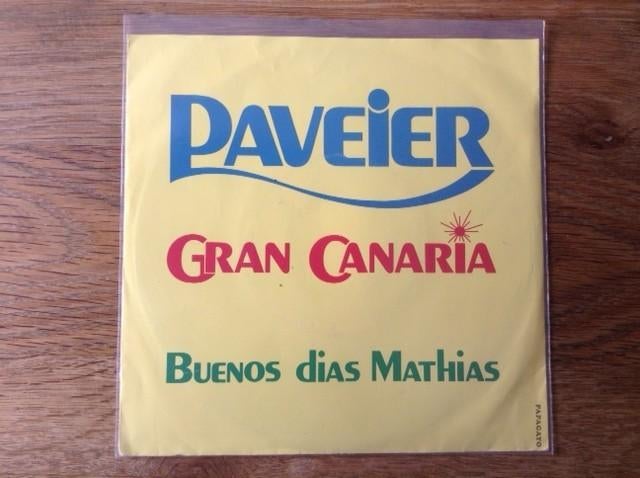 Paveier
Gran Canaria
Buenos dias Mathias
PAPAGAYO